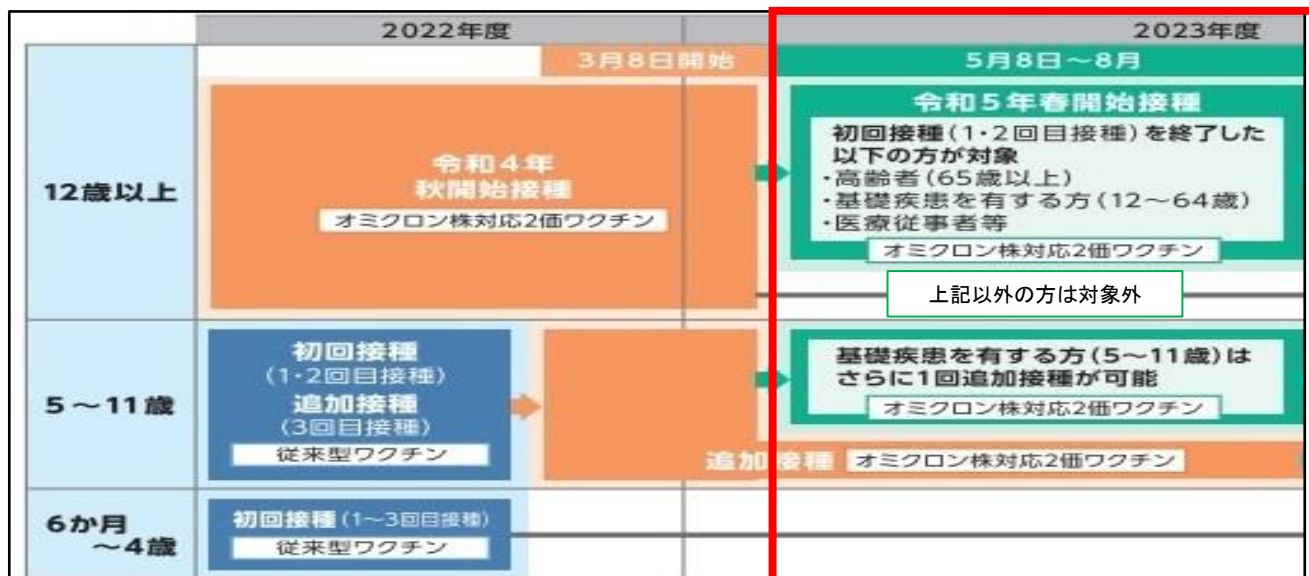 2022年度
2023年度
3月8日開始
5月8日～8月
12歳以上
令和4年
秋開始接種
オミクロン株対応2価ワクチン
令和5年春開始接種
初回接種(1・2回目接種)を終了した
以下の方が対象
・高齢者(65歳以上)
・基礎疾患を有する方(12～64歳)
・医療従事者等
オミクロン株対応2価ワクチン
上記以外の方は対象外
5～11歳
初回接種
(1・2回目接種)
追加接種
(3回目接種)
従来型ワクチン
基礎疾患を有する方(5～11歳)は
さらに1回追加接種が可能
オミクロン株対応2価ワクチン
追加接種 オミクロン株対応2価ワクチン
6か月
～4歳
初回接種(1～3回目接種)
従来型ワクチン